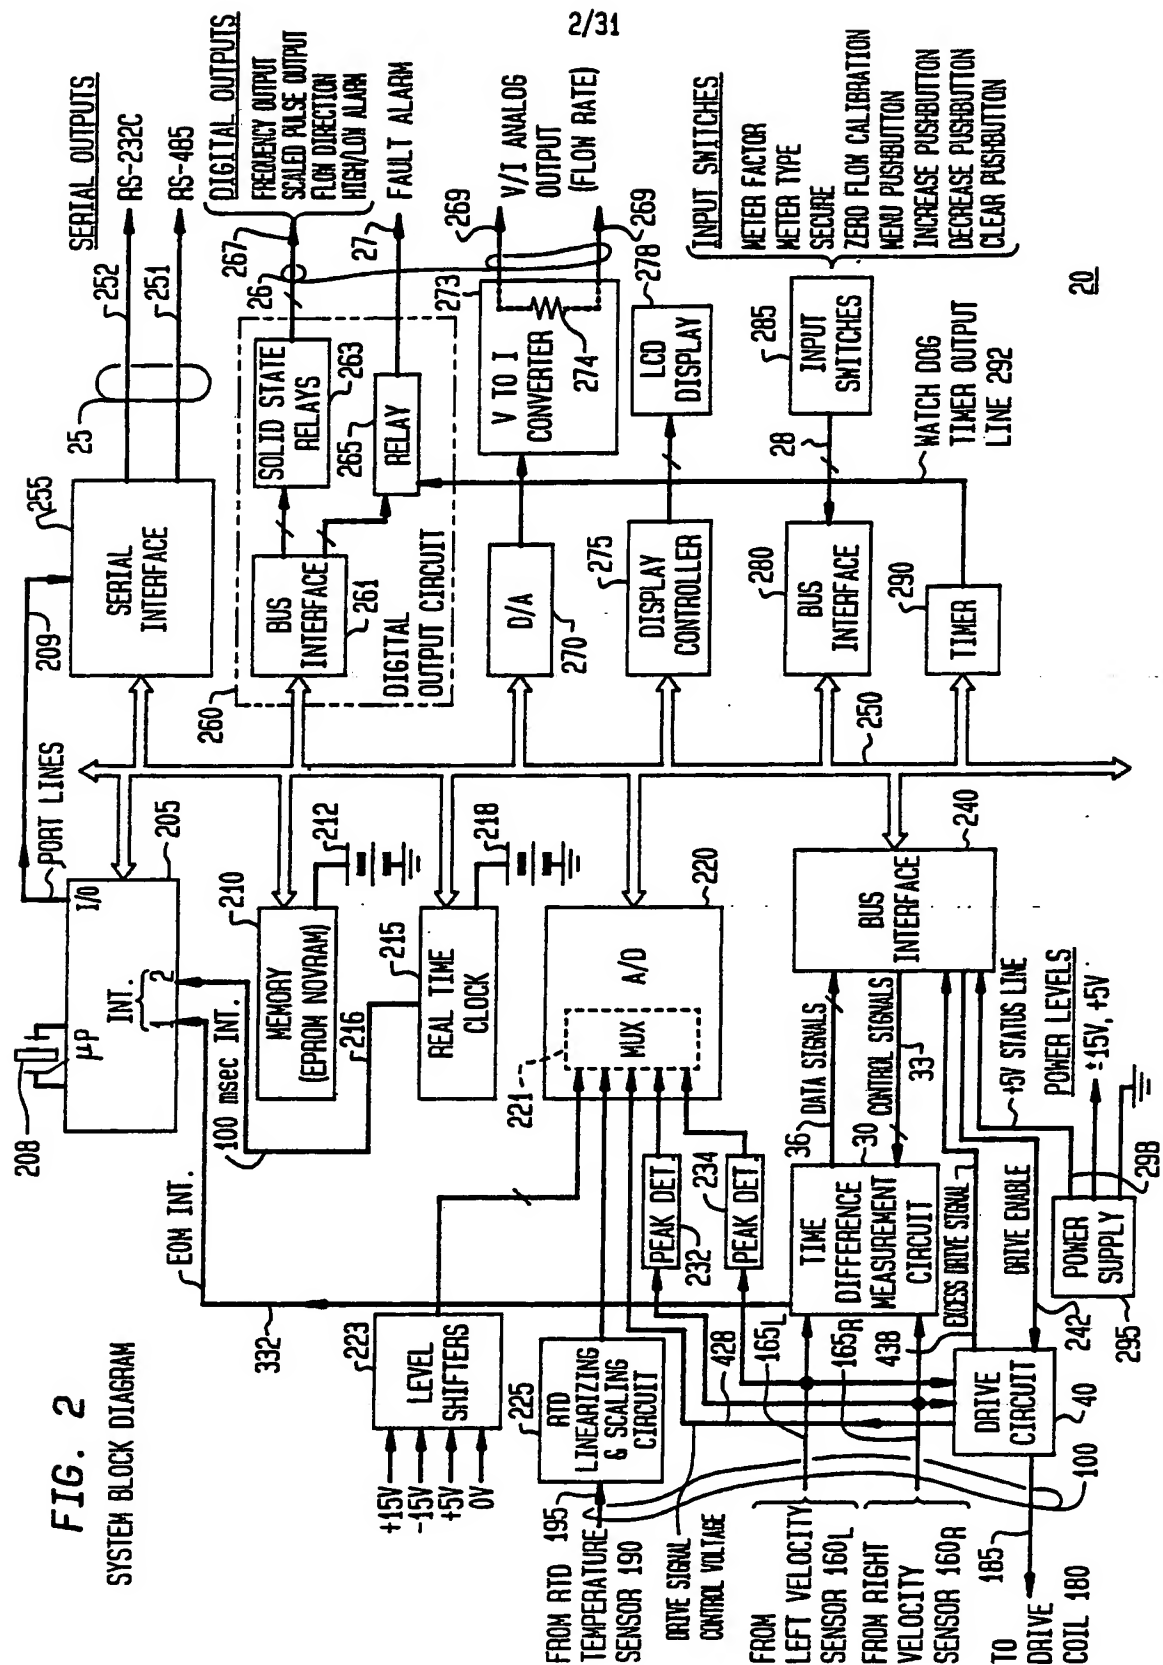 2/31
FIG. 2
SYSTEM BLOCK DIAGRAM
SERIAL OUTPUTS
RS-232C
RS-485
252
251
25
255
SERIAL
INTERFACE
209
PORT LINES
I/O
205
208
μP
INT.
1
2
EOM INT.
332
100 msec INT.
216
DIGITAL OUTPUTS
FREQUENCY OUTPUT
SCALED PULSE OUTPUT
FLOW DIRECTION
HIGH/LOW ALARM
FAULT ALARM
267
26
27
SOLID STATE
RELAYS
263
265
RELAY
BUS
INTERFACE
261
260
DIGITAL
OUTPUT CIRCUIT
210
MEMORY
(EPROM NOVRAM)
212
215
REAL TIME
CLOCK
218
269
V/I ANALOG
OUTPUT
(FLOW RATE)
269
273
V TO I
CONVERTER
274
D/A
270
278
LCD
DISPLAY
275
DISPLAY
CONTROLLER
220
A/D
MUX
221
INPUT SWITCHES
METER FACTOR
METER TYPE
SECURE
ZERO FLOW CALIBRATION
MENU PUSHBUTTON
INCREASE PUSHBUTTON
DECREASE PUSHBUTTON
CLEAR PUSHBUTTON
285
INPUT
SWITCHES
28
280
BUS
INTERFACE
290
TIMER
WATCH DOG
TIMER OUTPUT
LINE 292
250
20
240
BUS
INTERFACE
36
DATA SIGNALS
CONTROL SIGNALS
33
30
TIME
DIFFERENCE
MEASUREMENT
CIRCUIT
PEAK DET.
232
PEAK DET.
234
223
LEVEL
SHIFTERS
+15V
-15V
+5V
0V
225
RTD
LINEARIZING
& SCALING
CIRCUIT
FROM RTD
TEMPERATURE
SENSOR 190
195
DRIVE SIGNAL
CONTROL VOLTAGE
428
165L
165R
438
EXCESS DRIVE SIGNAL
DRIVE ENABLE
242
+5V STATUS LINE
POWER LEVELS
±15V, +5V
298
POWER
SUPPLY
295
FROM
LEFT VELOCITY
SENSOR 160L
FROM RIGHT
VELOCITY
SENSOR 160R
DRIVE
CIRCUIT
40
100
185
TO
DRIVE
COIL 180